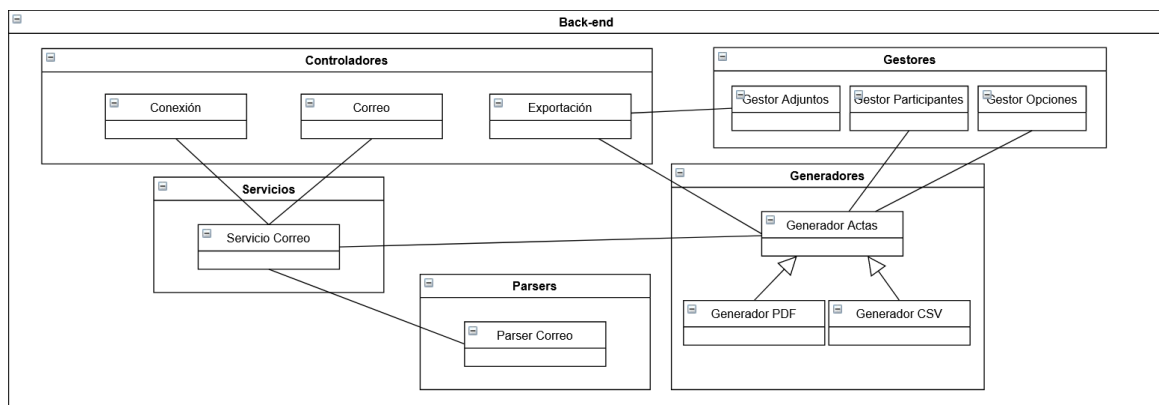 Back-end
Controladores
Conexión
Correo
Exportación
Gestores
Gestor Adjuntos
Gestor Participantes
Gestor Opciones
Servicios
Servicio Correo
Generadores
Generador Actas
Generador PDF
Generador CSV
Parsers
Parser Correo